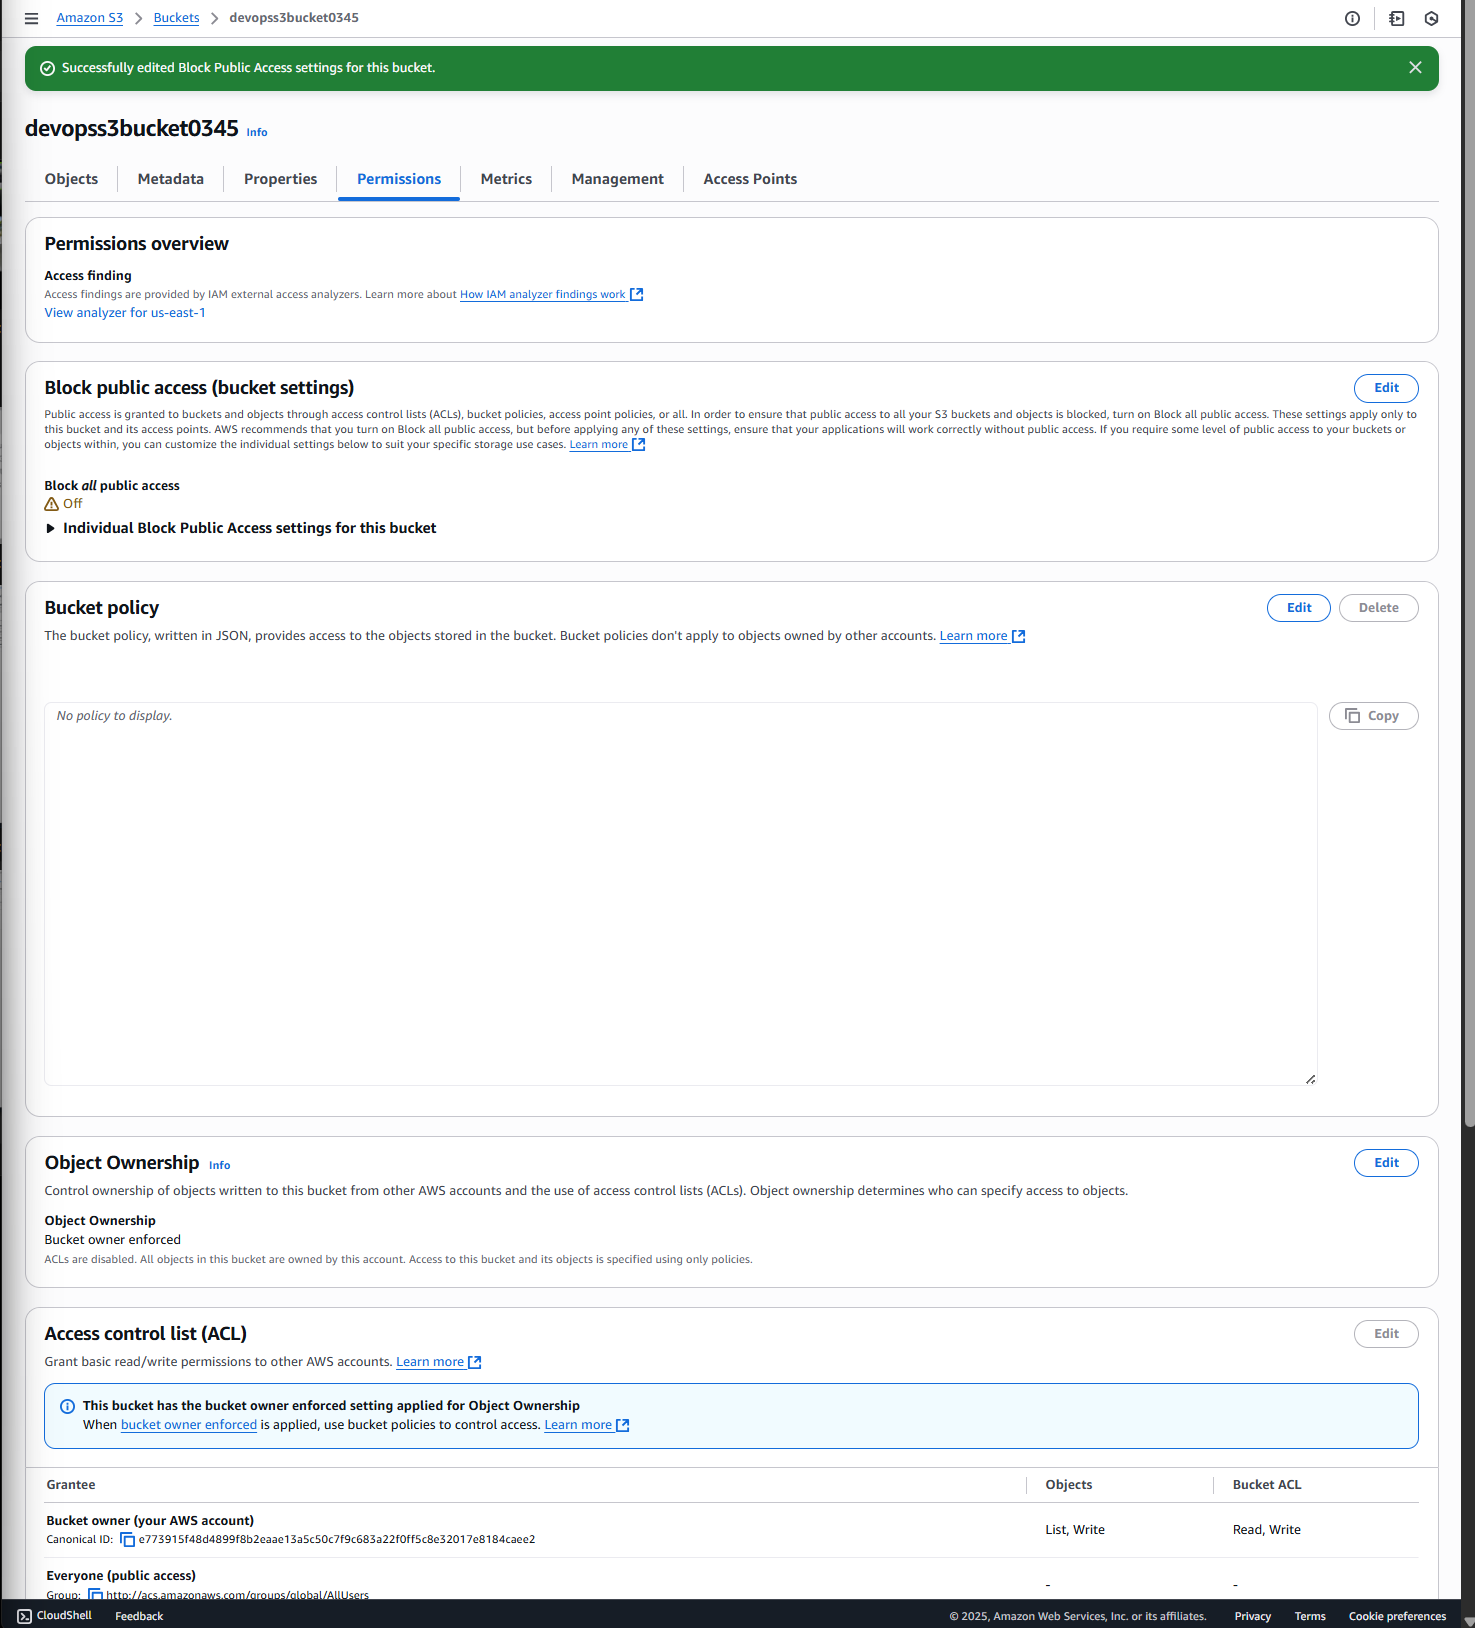 Amazon S3 > Buckets > devopss3bucket0345
Successfully edited Block Public Access settings for this bucket.
devopss3bucket0345 Info
Objects Metadata Properties Permissions Metrics Management Access Points
Permissions overview
Access finding
Access findings are provided by IAM external access analyzers. Learn more about How IAM analyzer findings work
View analyzer for us-east-1
Block public access (bucket settings) Edit
Public access is granted to buckets and objects through access control lists (ACLs), bucket policies, access point policies, or all. In order to ensure that public access to all your S3 buckets and objects is blocked, turn on Block all public access. These settings apply only to
this bucket and its access points. AWS recommends that you turn on Block all public access, but before applying any of these settings, ensure that your applications will work correctly without public access. If you require some level of public access to your buckets or
objects within, you can customize the individual settings below to suit your specific storage use cases. Learn more
Block all public access
Off
Individual Block Public Access settings for this bucket
Bucket policy Edit Delete
The bucket policy, written in JSON, provides access to the objects stored in the bucket. Bucket policies don't apply to objects owned by other accounts. Learn more
No policy to display. Copy
Object Ownership Info Edit
Control ownership of objects written to this bucket from other AWS accounts and the use of access control lists (ACLs). Object ownership determines who can specify access to objects.
Object Ownership
Bucket owner enforced
ACLs are disabled. All objects in this bucket are owned by this account. Access to this bucket and its objects is specified using only policies.
Access control list (ACL) Edit
Grant basic read/write permissions to other AWS accounts. Learn more
This bucket has the bucket owner enforced setting applied for Object Ownership
When bucket owner enforced is applied, use bucket policies to control access. Learn more
Grantee Objects Bucket ACL
Bucket owner (your AWS account)
Canonical ID: e773915f48d4899f8b2eaae13a5c50c7f9c683a22f0ff5c8e32017e8184caee2 List, Write Read, Write
Everyone (public access)
Group: http://acs.amazonaws.com/groups/global/AllUsers - -
CloudShell Feedback © 2025, Amazon Web Services, Inc. or its affiliates. Privacy Terms Cookie preferences